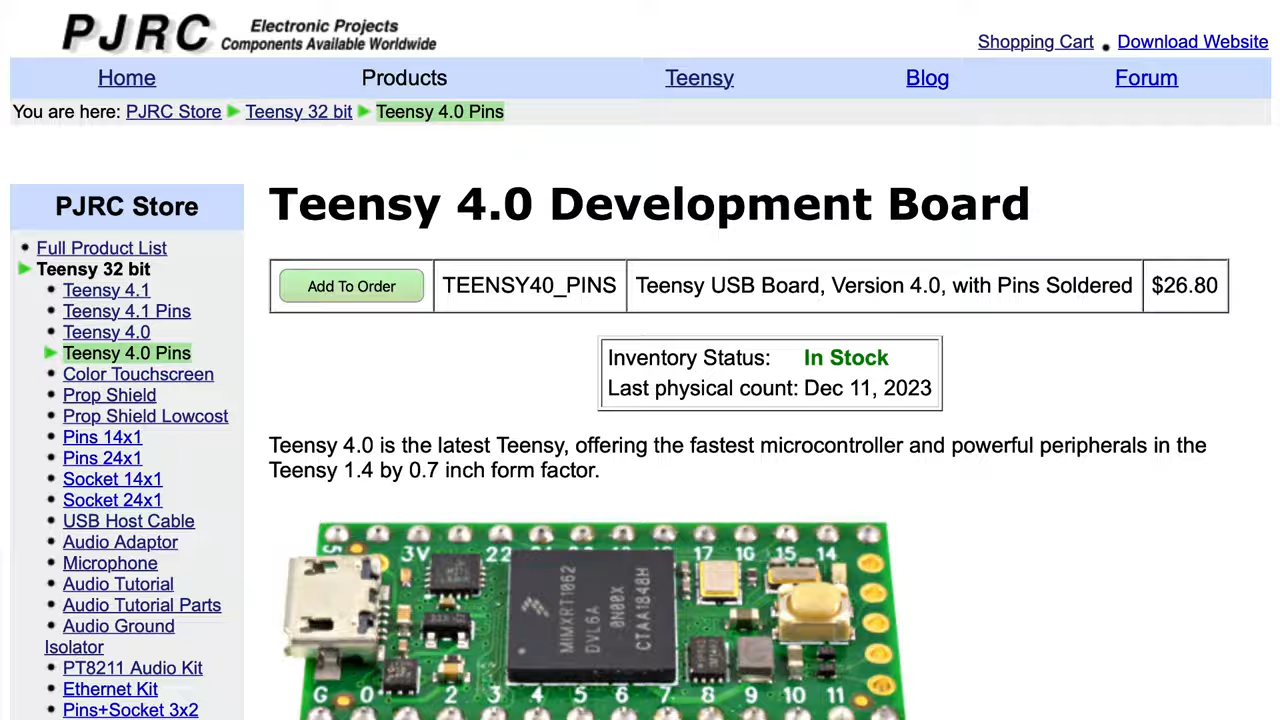 PJRC Electronic Projects
Components Available Worldwide
Shopping Cart Download Website
Home Products Teensy Blog Forum
You are here: PJRC Store Teensy 32 bit Teensy 4.0 Pins
PJRC Store
Full Product List
Teensy 32 bit
Teensy 4.1
Teensy 4.1 Pins
Teensy 4.0
Teensy 4.0 Pins
Color Touchscreen
Prop Shield
Prop Shield Lowcost
Pins 14x1
Pins 24x1
Socket 14x1
Socket 24x1
USB Host Cable
Audio Adaptor
Microphone
Audio Tutorial
Audio Tutorial Parts
Audio Ground
Isolator
PT8211 Audio Kit
Ethernet Kit
Pins+Socket 3x2
Teensy 4.0 Development Board
Add To Order TEENSY40_PINS Teensy USB Board, Version 4.0, with Pins Soldered $26.80
Inventory Status: In Stock
Last physical count: Dec 11, 2023
Teensy 4.0 is the latest Teensy, offering the fastest microcontroller and powerful peripherals in the
Teensy 1.4 by 0.7 inch form factor.
3V 22 17 16 15 14
MIMXRT1062
DVL6A
0N00X
CTAA1848H
G 0 2 3 4 5 6 7 8 9 10 11